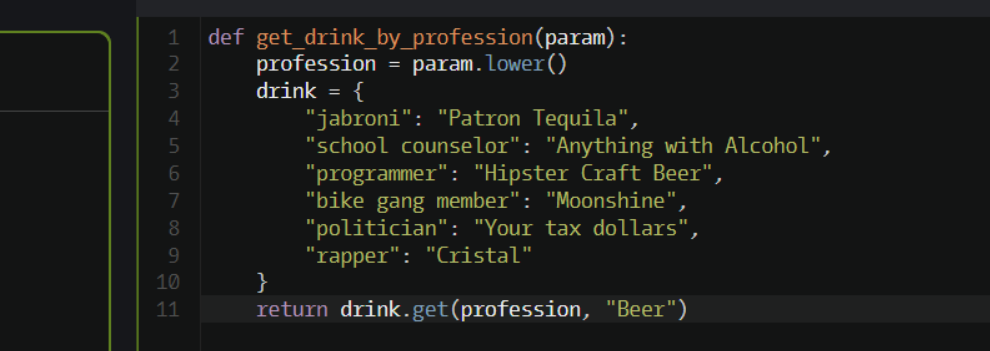 1 def get_drink_by_profession(param):
2     profession = param.lower()
3     drink = {
4         "jabroni": "Patron Tequila",
5         "school counselor": "Anything with Alcohol",
6         "programmer": "Hipster Craft Beer",
7         "bike gang member": "Moonshine",
8         "politician": "Your tax dollars",
9         "rapper": "Cristal"
10     }
11     return drink.get(profession, "Beer")